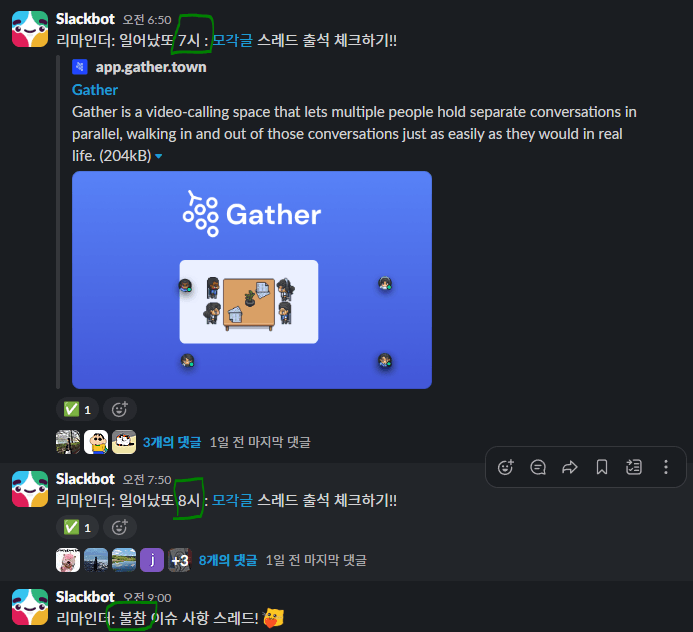 Slackbot 오전 6:50
리마인더: 일어났또 7시 : 모각글 스레드 출석 체크하기!!
app.gather.town
Gather
Gather is a video-calling space that lets multiple people hold separate conversations in
parallel, walking in and out of those conversations just as easily as they would in real
life. (204kB)
Gather
1
3개의 댓글 1일 전 마지막 댓글
Slackbot 오전 7:50
리마인더: 일어났또 8시 : 모각글 스레드 출석 체크하기!!
1
j +3 8개의 댓글 1일 전 마지막 댓글
Slackbot 오전 9:00
리마인더: 불참 이슈 사항 스레드!